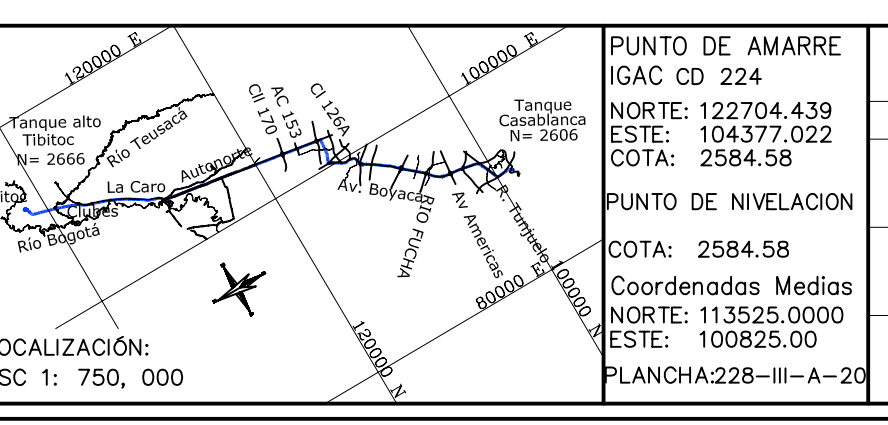 120000 E
100000 E
Tanque alto
Tibitoc
N= 2666
Río Teusacá
Cll 170
AC 153
Cl 126A
Tanque
Casablanca
N= 2606
Autonorte
La Caro
Clubes
Río Bogotá
Av. Boyaca
RIO FUCHA
Av Americas
R. Tunjuelo
80000 E
100000 N
120000 N
OCALIZACIÓN:
SC 1: 750, 000
PUNTO DE AMARRE
IGAC CD 224
NORTE: 122704.439
ESTE: 104377.022
COTA: 2584.58
PUNTO DE NIVELACION
COTA: 2584.58
Coordenadas Medias
NORTE: 113525.0000
ESTE: 100825.00
PLANCHA:228-III-A-20